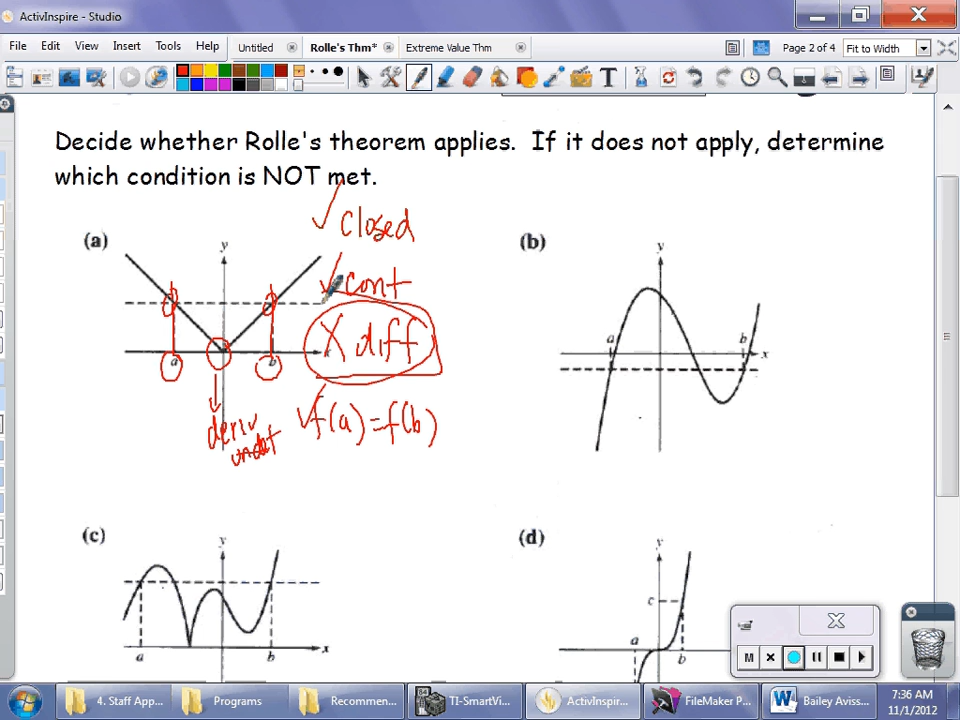 ActivInspire - Studio
File Edit View Insert Tools Help Untitled Rolle's Thm* Extreme Value Thm Page 2 of 4 Fit to Width
Decide whether Rolle's theorem applies. If it does not apply, determine
which condition is NOT met.
✓ Closed
(a) y (b) y
✓ cont
X diff
a b x a b x
✓ f(a) = f(b)
deriv
undef
(c) y (d) y
c
a b x a b
M
4. Staff App... Programs Recommen... 84 TI-SmartVi... ActivInspire... FileMaker P... Bailey Aviss...
7:36 AM
11/1/2012